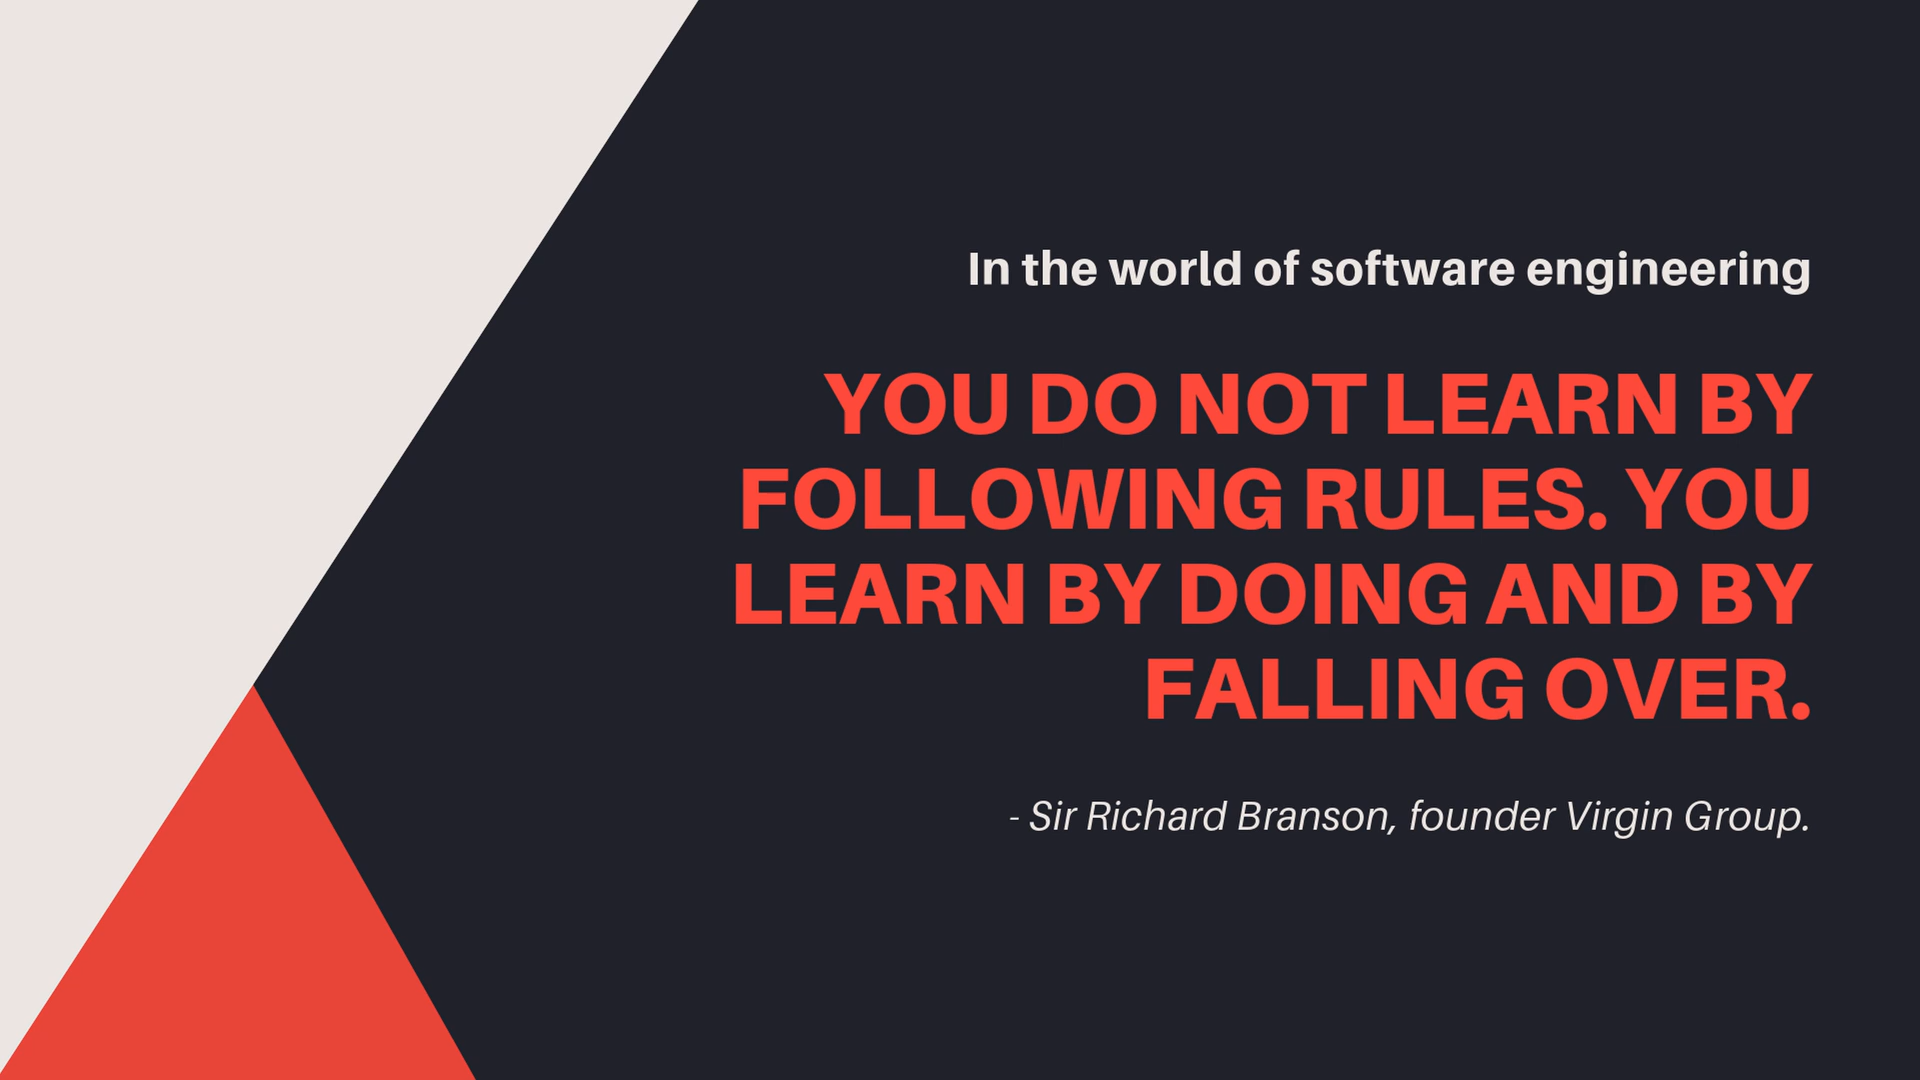 In the world of software engineering
YOU DO NOT LEARN BY
FOLLOWING RULES. YOU
LEARN BY DOING AND BY
FALLING OVER.
- Sir Richard Branson, founder Virgin Group.